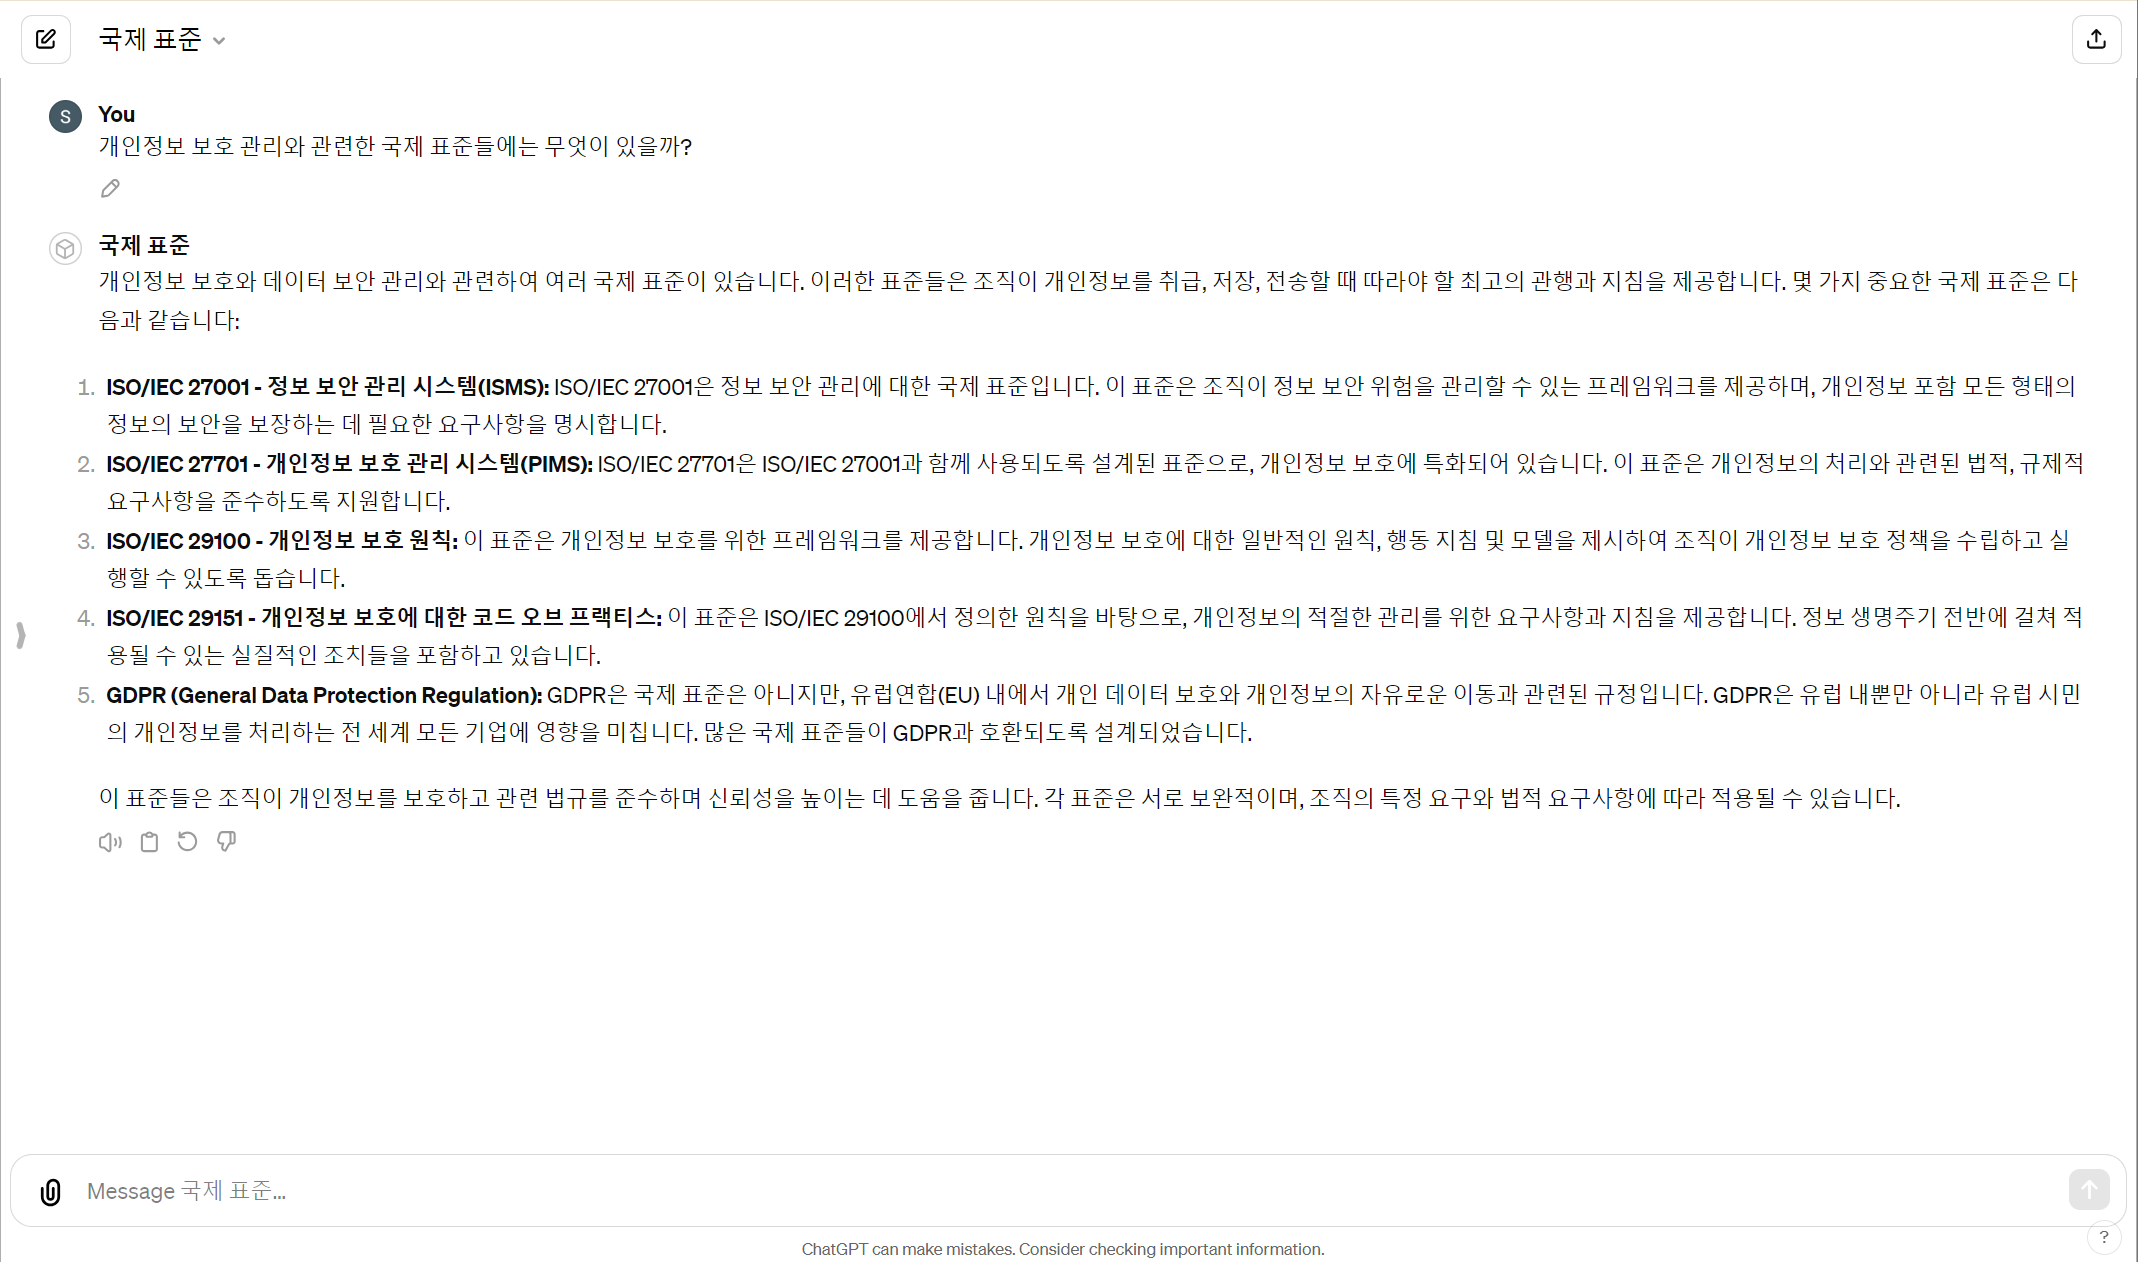 국제 표준
S
You
개인정보 보호 관리와 관련한 국제 표준들에는 무엇이 있을까?
국제 표준
개인정보 보호와 데이터 보안 관리와 관련하여 여러 국제 표준이 있습니다. 이러한 표준들은 조직이 개인정보를 취급, 저장, 전송할 때 따라야 할 최고의 관행과 지침을 제공합니다. 몇 가지 중요한 국제 표준은 다
음과 같습니다:
1. ISO/IEC 27001 - 정보 보안 관리 시스템(ISMS): ISO/IEC 27001은 정보 보안 관리에 대한 국제 표준입니다. 이 표준은 조직이 정보 보안 위험을 관리할 수 있는 프레임워크를 제공하며, 개인정보 포함 모든 형태의
정보의 보안을 보장하는 데 필요한 요구사항을 명시합니다.
2. ISO/IEC 27701 - 개인정보 보호 관리 시스템(PIMS): ISO/IEC 27701은 ISO/IEC 27001과 함께 사용되도록 설계된 표준으로, 개인정보 보호에 특화되어 있습니다. 이 표준은 개인정보의 처리와 관련된 법적, 규제적
요구사항을 준수하도록 지원합니다.
3. ISO/IEC 29100 - 개인정보 보호 원칙: 이 표준은 개인정보 보호를 위한 프레임워크를 제공합니다. 개인정보 보호에 대한 일반적인 원칙, 행동 지침 및 모델을 제시하여 조직이 개인정보 보호 정책을 수립하고 실
행할 수 있도록 돕습니다.
4. ISO/IEC 29151 - 개인정보 보호에 대한 코드 오브 프랙티스: 이 표준은 ISO/IEC 29100에서 정의한 원칙을 바탕으로, 개인정보의 적절한 관리를 위한 요구사항과 지침을 제공합니다. 정보 생명주기 전반에 걸쳐 적
용될 수 있는 실질적인 조치들을 포함하고 있습니다.
5. GDPR (General Data Protection Regulation): GDPR은 국제 표준은 아니지만, 유럽연합(EU) 내에서 개인 데이터 보호와 개인정보의 자유로운 이동과 관련된 규정입니다. GDPR은 유럽 내뿐만 아니라 유럽 시민
의 개인정보를 처리하는 전 세계 모든 기업에 영향을 미칩니다. 많은 국제 표준들이 GDPR과 호환되도록 설계되었습니다.
이 표준들은 조직이 개인정보를 보호하고 관련 법규를 준수하며 신뢰성을 높이는 데 도움을 줍니다. 각 표준은 서로 보완적이며, 조직의 특정 요구와 법적 요구사항에 따라 적용될 수 있습니다.
Message 국제 표준...
ChatGPT can make mistakes. Consider checking important information.
?